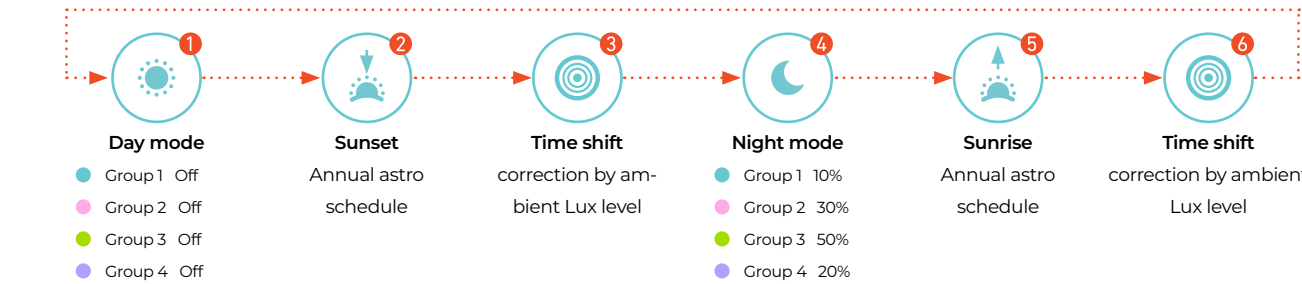 1
2
3
4
5
6
Day mode
Group 1 Off
Group 2 Off
Group 3 Off
Group 4 Off
Sunset
Annual astro
schedule
Time shift
correction by am-
bient Lux level
Night mode
Group 1 10%
Group 2 30%
Group 3 50%
Group 4 20%
Sunrise
Annual astro
schedule
Time shift
correction by ambient
Lux level